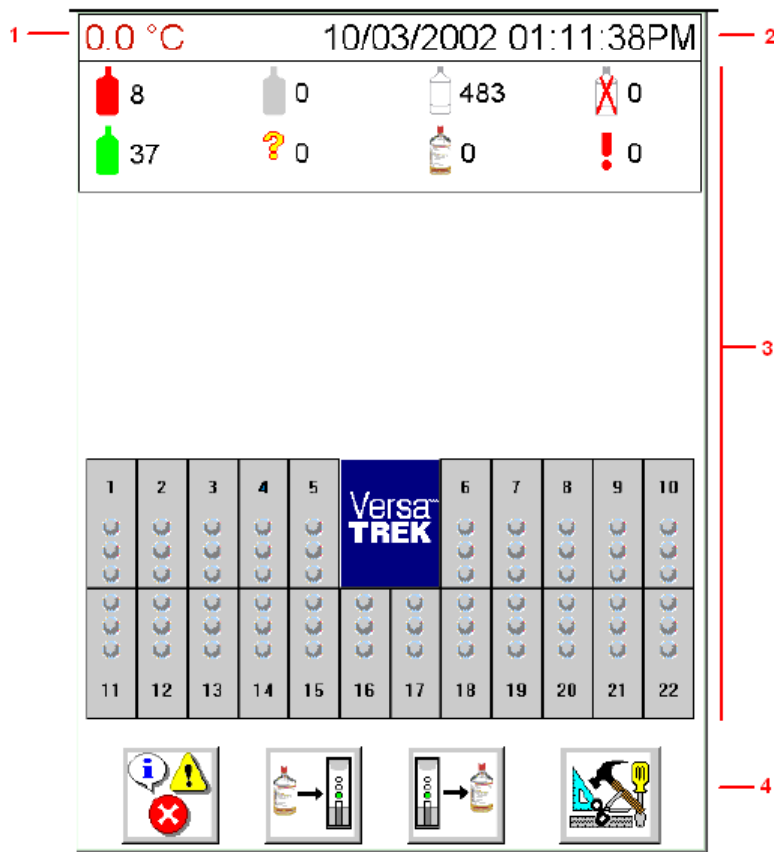 1 0.0 °C 10/03/2002 01:11:38PM 2
8 0 483 0
37 ? 0 0 ! 0
3
1 2 3 4 5 Versa™ 6 7 8 9 10
TREK
11 12 13 14 15 16 17 18 19 20 21 22
i ! 4